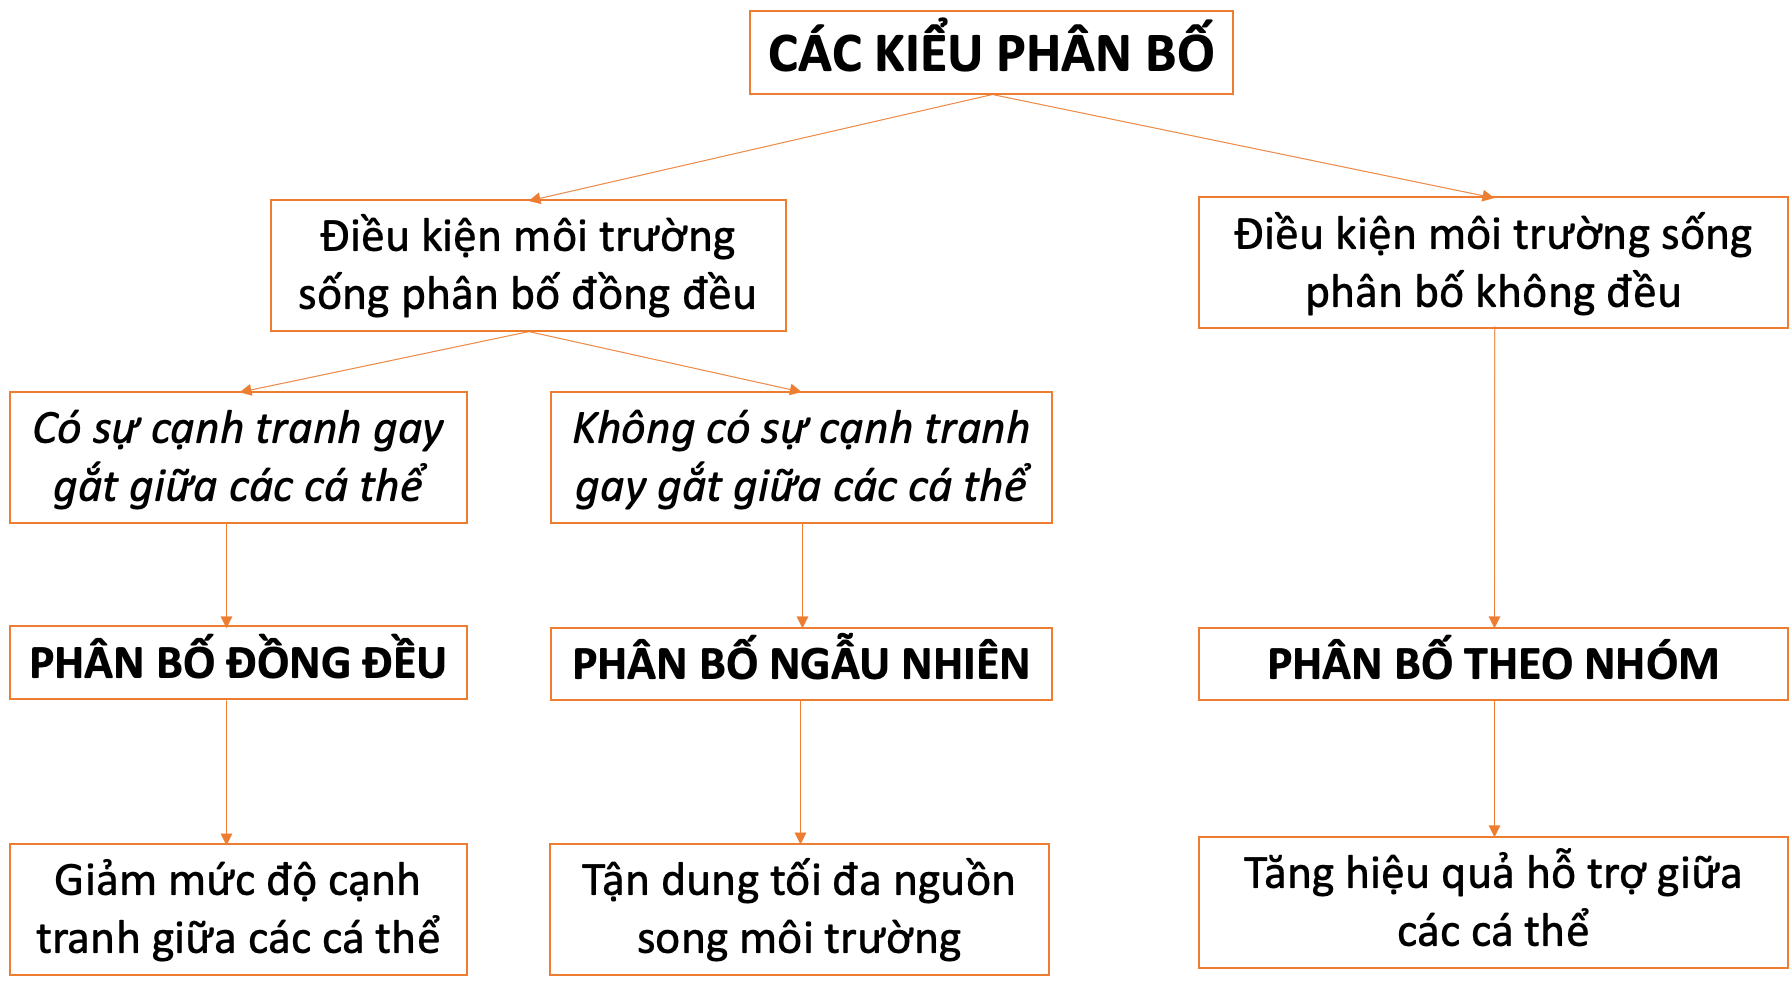 CÁC KIỂU PHÂN BỐ
Điều kiện môi trường
sống phân bố đồng đều
Điều kiện môi trường sống
phân bố không đều
Có sự cạnh tranh gay
gắt giữa các cá thể
Không có sự cạnh tranh
gay gắt giữa các cá thể
PHÂN BỐ ĐỒNG ĐỀU
PHÂN BỐ NGẪU NHIÊN
PHÂN BỐ THEO NHÓM
Giảm mức độ cạnh
tranh giữa các cá thể
Tận dung tối đa nguồn
song môi trường
Tăng hiệu quả hỗ trợ giữa
các cá thể